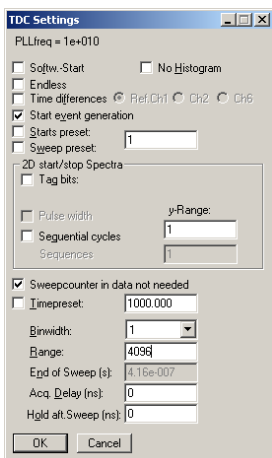 TDC Settings
PLLfreq = 1e+010
Softw.-Start No Histogram
Endless
Time differences Ref.Ch1 Ch2 Ch6
Start event generation
Starts preset:
Sweep preset: 1
2D start/stop Spectra
Tag bits:
Pulse width y-Range:
Sequential cycles 1
Sequences 1
Sweepcounter in data not needed
Timepreset: 1000.000
Binwidth: 1
Range: 4096
End of Sweep (s): 4.16e-007
Acq. Delay (ns): 0
Hold aft.Sweep (ns): 0
OK Cancel